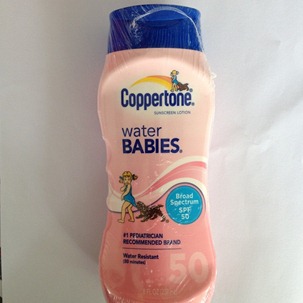 Coppertone®
SUNSCREEN LOTION
water
BABIES®
Broad
Spectrum
SPF
50
#1 PEDIATRICIAN
RECOMMENDED BRAND
Water Resistant
(80 minutes)
50